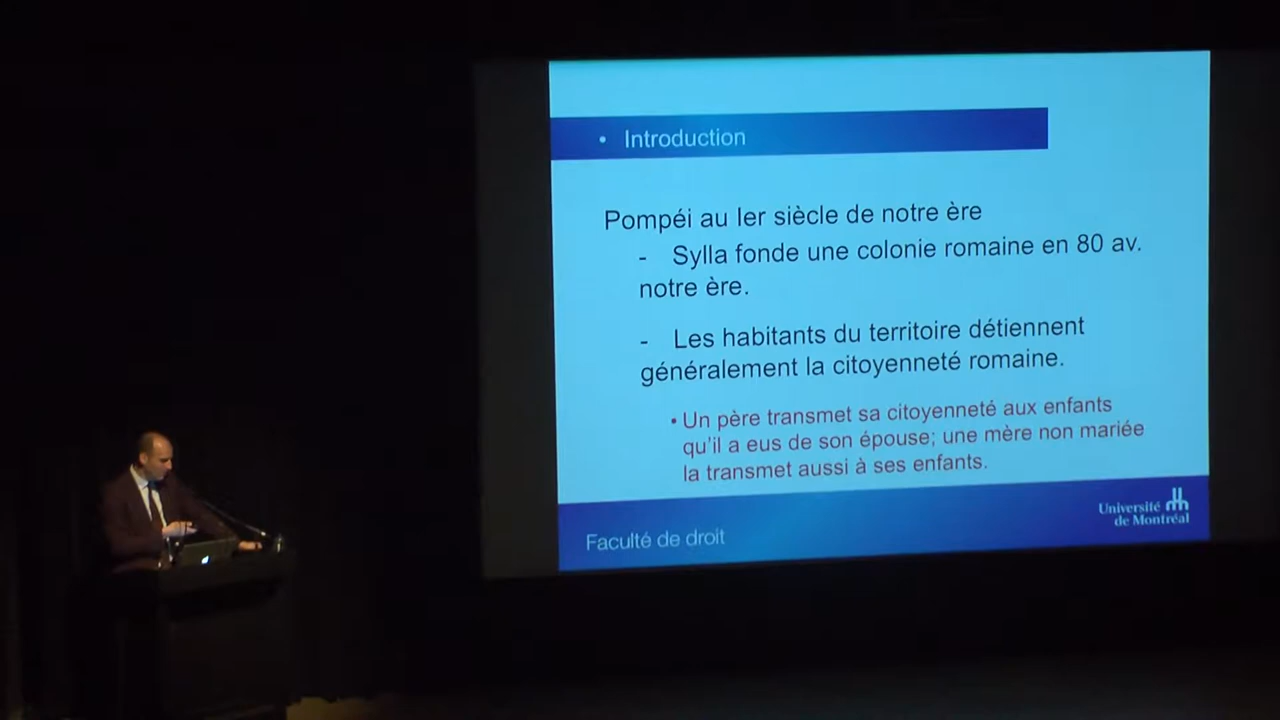 • Introduction
Pompéi au Ier siècle de notre ère
- Sylla fonde une colonie romaine en 80 av.
notre ère.
- Les habitants du territoire détiennent
généralement la citoyenneté romaine.
• Un père transmet sa citoyenneté aux enfants
qu'il a eus de son épouse; une mère non mariée
la transmet aussi à ses enfants.
Faculté de droit
Université
de Montréal